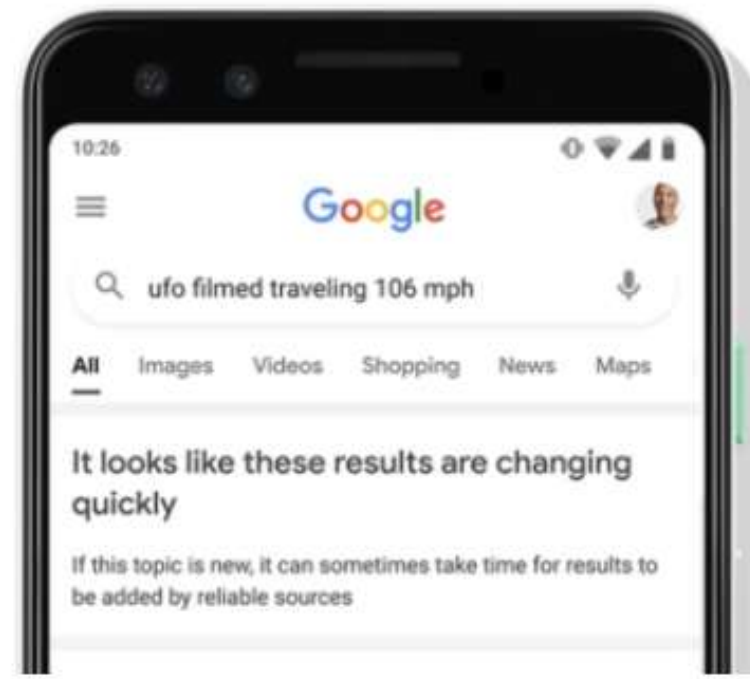 10:26
Google
ufo filmed traveling 106 mph
All Images Videos Shopping News Maps
It looks like these results are changing
quickly
If this topic is new, it can sometimes take time for results to
be added by reliable sources